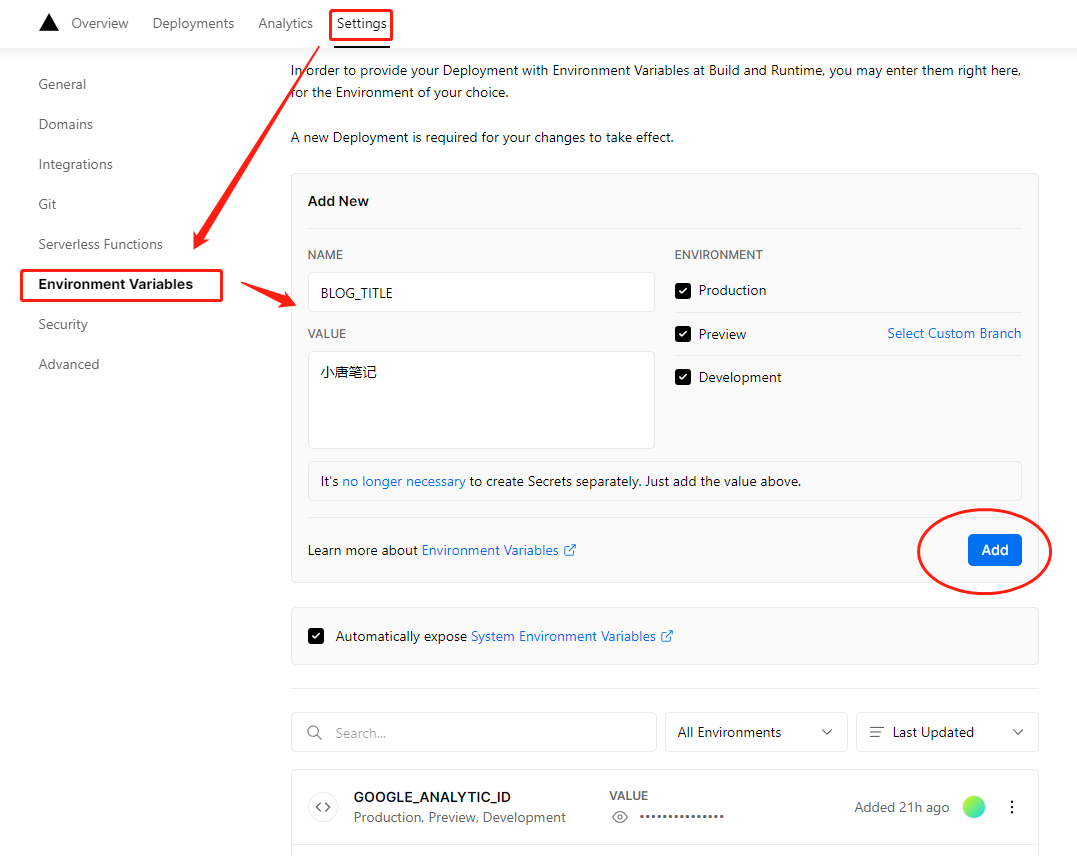 Overview Deployments Analytics Settings
General
Domains
Integrations
Git
Serverless Functions
Environment Variables
Security
Advanced
In order to provide your Deployment with Environment Variables at Build and Runtime, you may enter them right here,
for the Environment of your choice.
A new Deployment is required for your changes to take effect.
Add New
NAME
BLOG_TITLE
VALUE
小唐笔记
ENVIRONMENT
Production
Preview Select Custom Branch
Development
It's no longer necessary to create Secrets separately. Just add the value above.
Learn more about Environment Variables
Add
Automatically expose System Environment Variables
Search...
All Environments
Last Updated
GOOGLE_ANALYTIC_ID
Production, Preview, Development
VALUE
•••••••••••••••
Added 21h ago